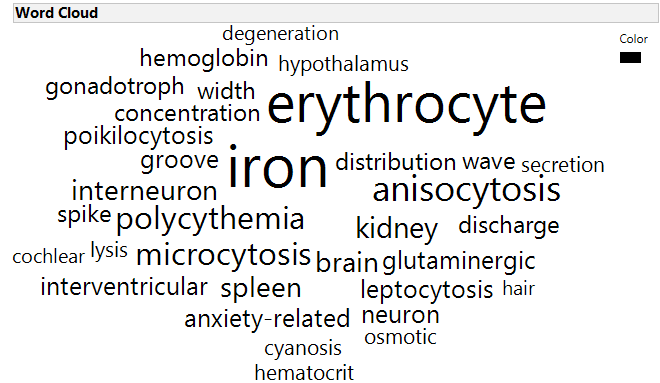 Word Cloud
Color
degeneration
hemoglobin hypothalamus
gonadotroph width
erythrocyte
concentration
poikilocytosis
groove iron distribution wave secretion
interneuron anisocytosis
spike polycythemia kidney discharge
cochlear lysis microcytosis brain glutaminergic
interventricular spleen leptocytosis hair
anxiety-related neuron
osmotic
cyanosis
hematocrit